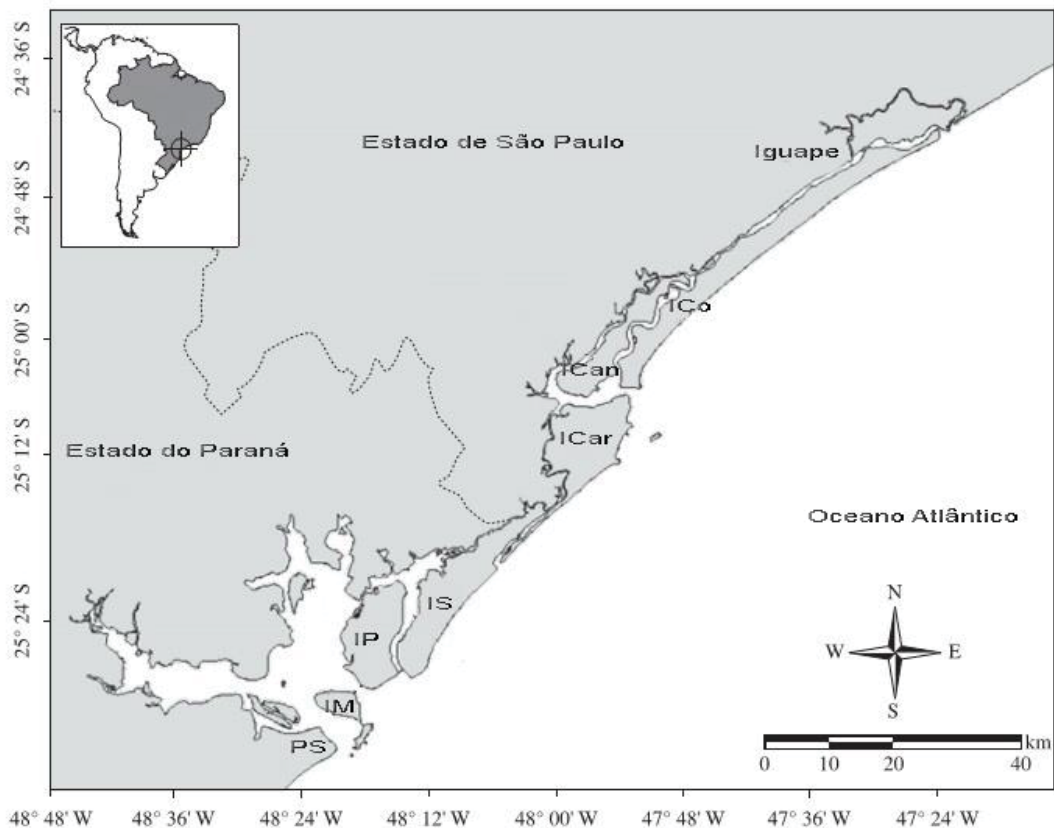 24° 36' S
24° 48' S
25° 00' S
25° 12' S
25° 24' S
Estado de São Paulo
Iguape
ICo
ICan
ICar
Estado do Paraná
Oceano Atlântico
IS
IP
IM
PS
N
W E
S
km
0 10 20 40
48° 48' W 48° 36' W 48° 24' W 48° 12' W 48° 00' W 47° 48' W 47° 36' W 47° 24' W